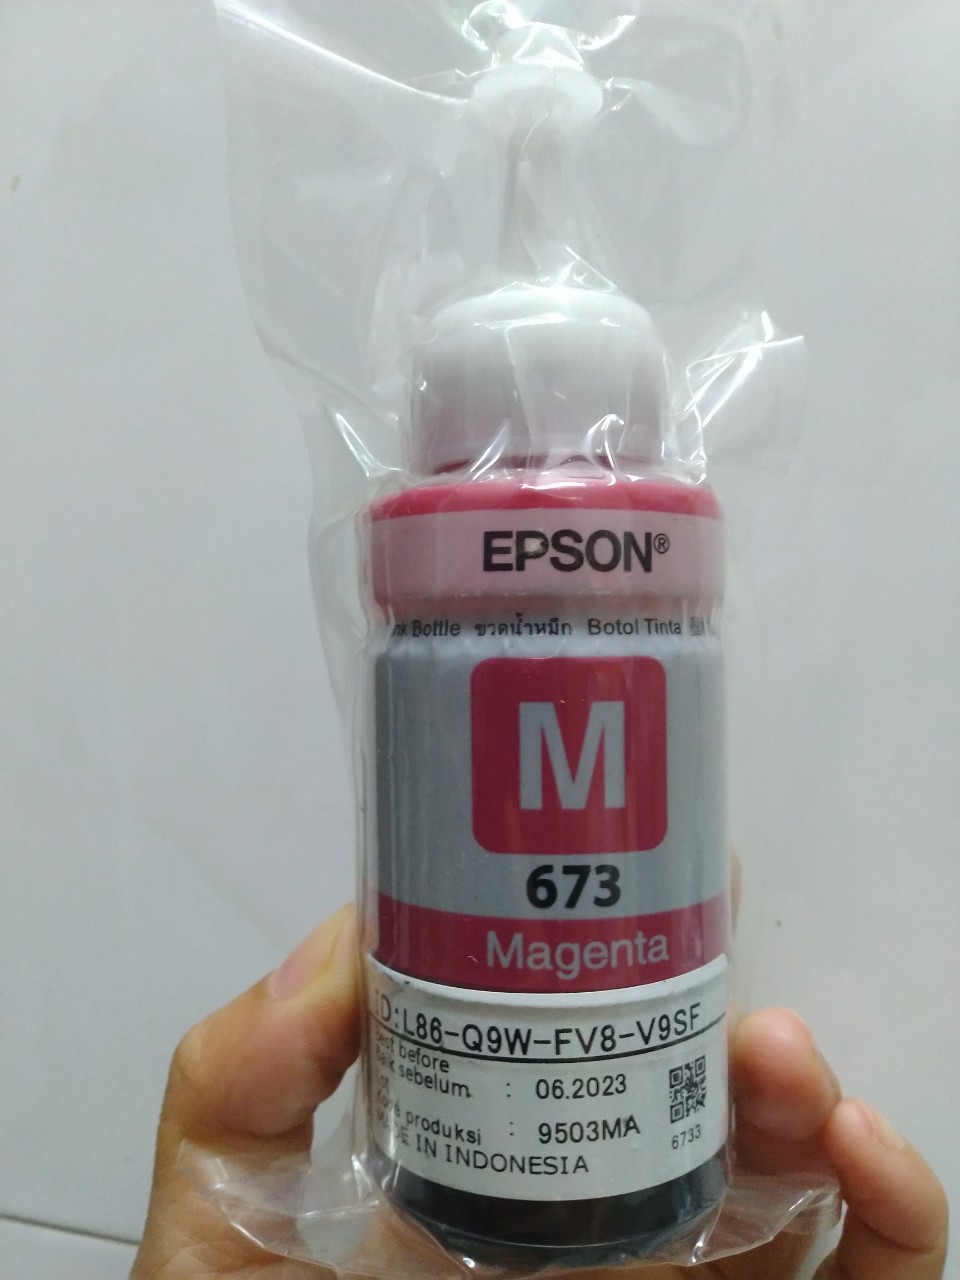 EPSON®
Ink Bottle ขวดน้ำหมึก Botol Tinta
M
673
Magenta
ID:L86-Q9W-FV8-V9SF
Best before
Baik sebelum : 06.2023
Lot
Kode produksi : 9503MA
6733
MADE IN INDONESIA